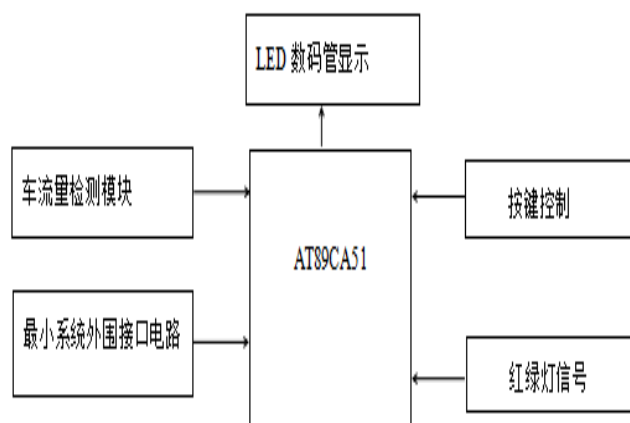 LED 数码管显示
车流量检测模块
按键控制
AT89CA51
最小系统外围接口电路
红绿灯信号